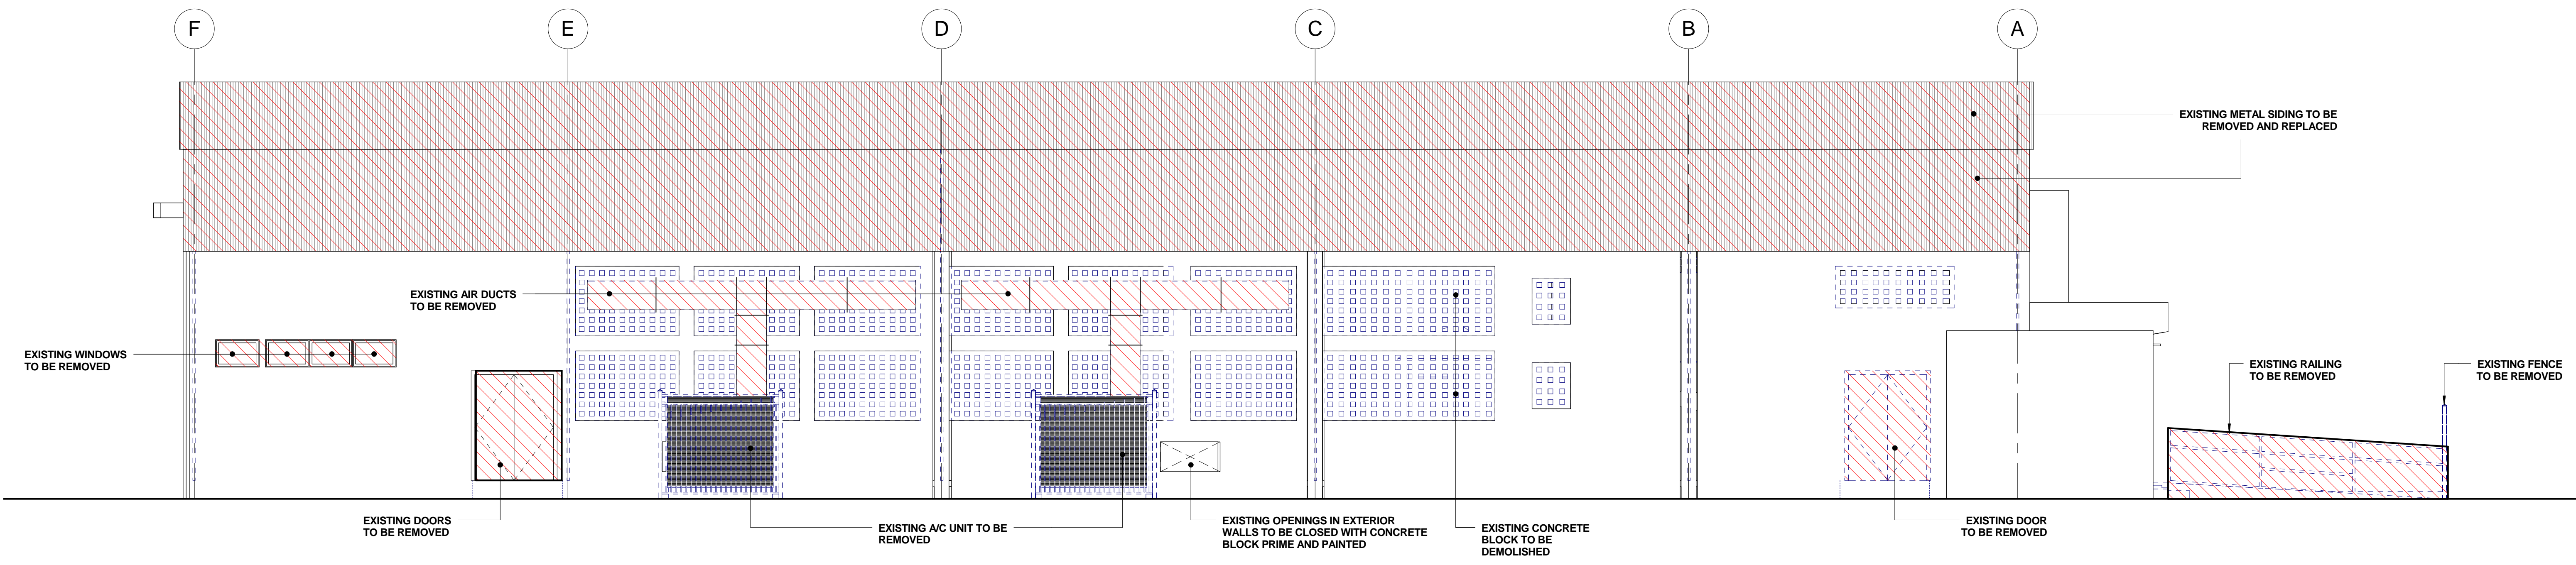 F
E
D
C
B
A
EXISTING METAL SIDING TO BE
REMOVED AND REPLACED
EXISTING AIR DUCTS
TO BE REMOVED
EXISTING WINDOWS
TO BE REMOVED
EXISTING RAILING
TO BE REMOVED
EXISTING FENCE
TO BE REMOVED
EXISTING DOORS
TO BE REMOVED
EXISTING A/C UNIT TO BE
REMOVED
EXISTING OPENINGS IN EXTERIOR
WALLS TO BE CLOSED WITH CONCRETE
BLOCK PRIME AND PAINTED
EXISTING CONCRETE
BLOCK TO BE
DEMOLISHED
EXISTING DOOR
TO BE REMOVED